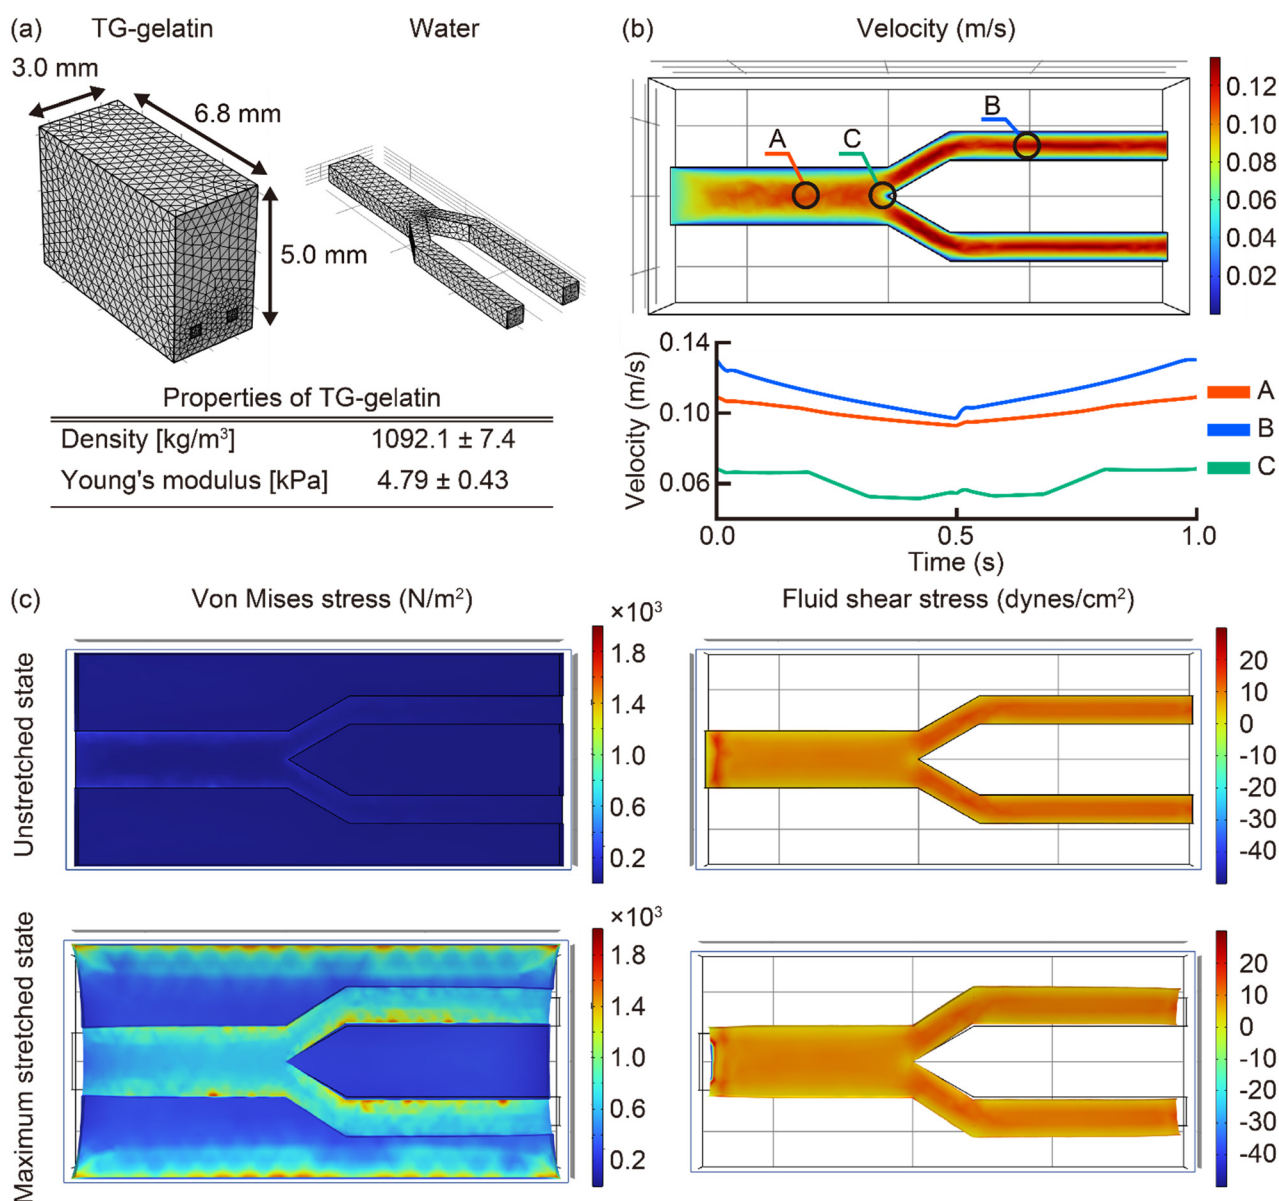 (a)
TG-gelatin
Water
3.0 mm
6.8 mm
5.0 mm
Properties of TG-gelatin
Density [kg/m³] 1092.1 ± 7.4
Young's modulus [kPa] 4.79 ± 0.43
(b)
Velocity (m/s)
A
C
B
0.12
0.10
0.08
0.06
0.04
0.02
Velocity (m/s)
0.14
0.10
0.06
0.0
0.5
1.0
Time (s)
A
B
C
(c)
Von Mises stress (N/m²)
Fluid shear stress (dynes/cm²)
Unstretched state
×10³
1.8
1.4
1.0
0.6
0.2
20
10
0
-10
-20
-30
-40
Maximum stretched state
×10³
1.8
1.4
1.0
0.6
0.2
20
10
0
-10
-20
-30
-40